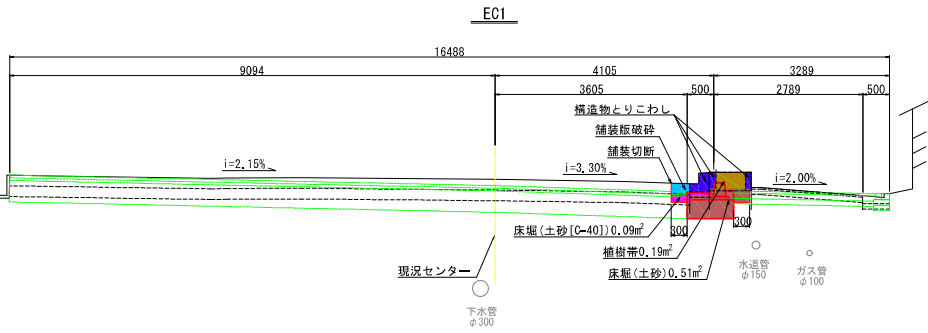 EC1
16488
9094
4105
3289
3605
500
2789
500
構造物とりこわし
舗装版破砕
舗装切断
i=2.15%
i=3.30%
i=2.00%
床堀(土砂[C-40])0.09m²
300
300
植樹帯0.19m²
床堀(土砂)0.51m²
現況センター
下水管
φ300
水道管
φ150
ガス管
φ100